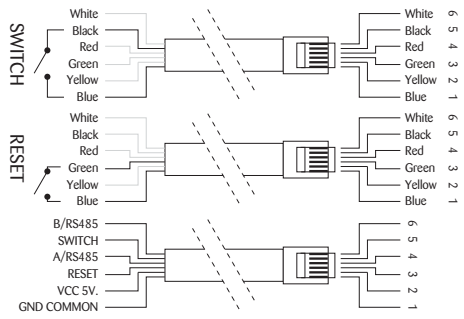 SWITCH
White White 6
Black Black 5
Red Red 4
Green Green 3
Yellow Yellow 2
Blue Blue 1
RESET
White White 6
Black Black 5
Red Red 4
Green Green 3
Yellow Yellow 2
Blue Blue 1
B/RS485 6
SWITCH 5
A/RS485 4
RESET 3
VCC 5V. 2
GND COMMON 1